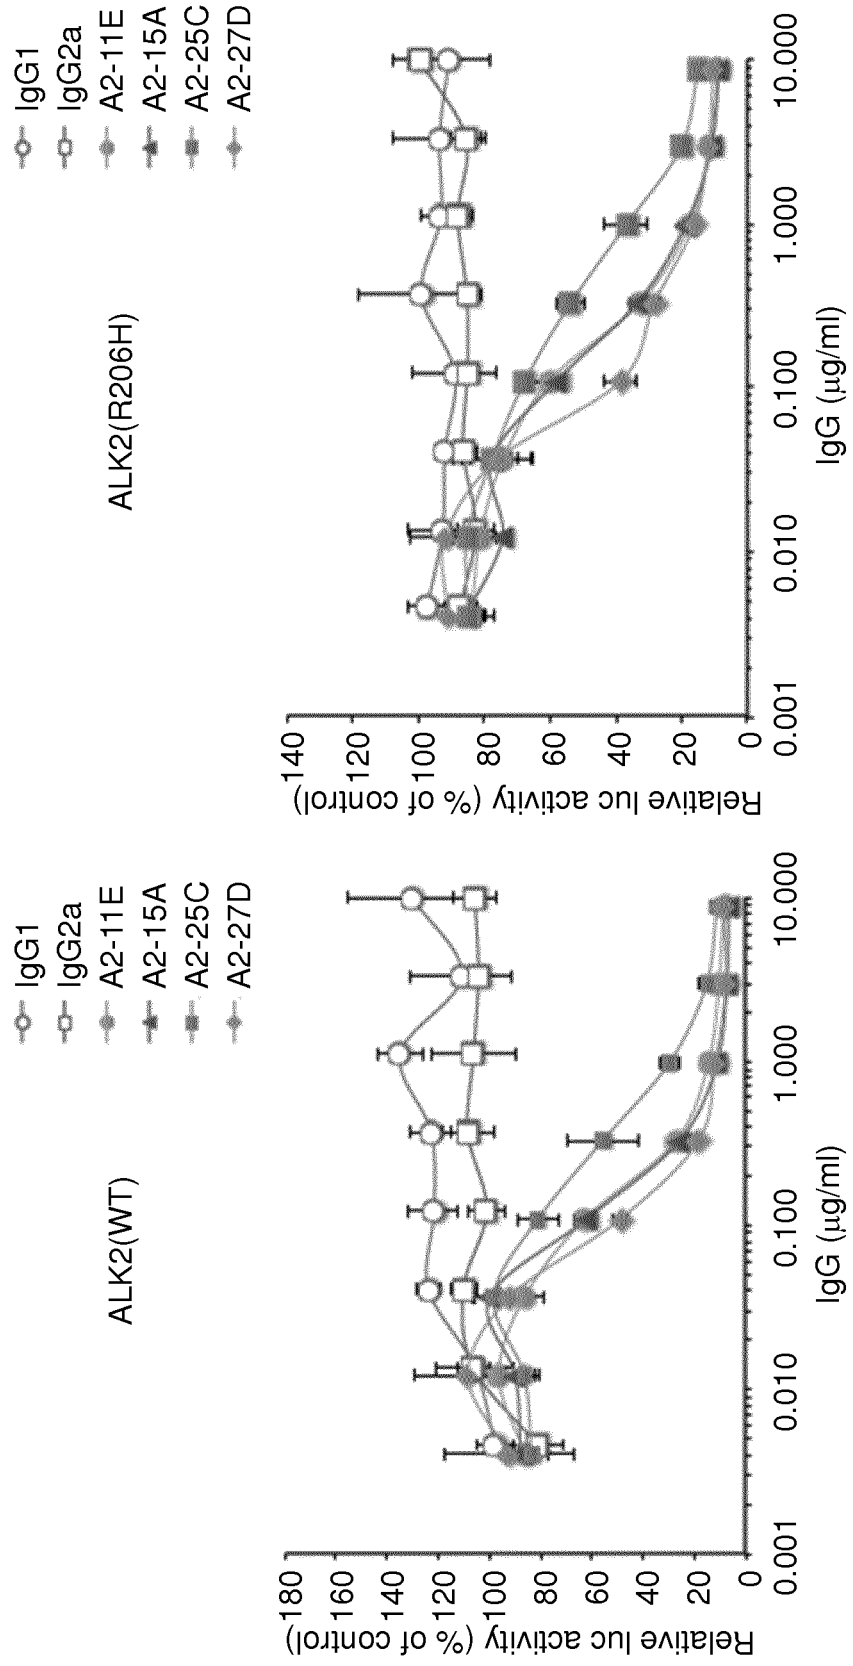 ALK2(WT)
IgG1
IgG2a
A2-11E
A2-15A
A2-25C
A2-27D
Relative luc activity (% of control)
180
160
140
120
100
80
60
40
20
0
0.001
0.010
0.100
1.000
10.000
IgG (μg/ml)
ALK2(R206H)
IgG1
IgG2a
A2-11E
A2-15A
A2-25C
A2-27D
Relative luc activity (% of control)
140
120
100
80
60
40
20
0
0.001
0.010
0.100
1.000
10.000
IgG (μg/ml)